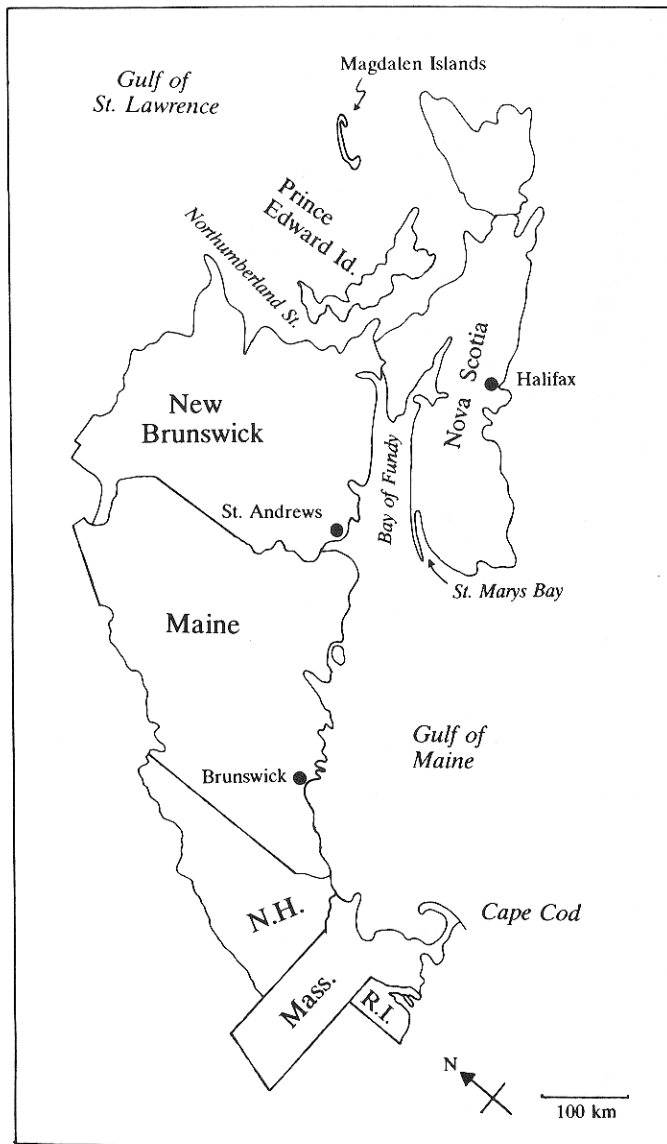 Magdalen Islands
Gulf of
St. Lawrence
Prince
Edward Id.
Northumberland St.
Nova Scotia
Halifax
New
Brunswick
Bay of Fundy
St. Andrews
St. Marys Bay
Maine
Gulf of
Maine
Brunswick
N.H.
Cape Cod
Mass.
R.I.
N
100 km